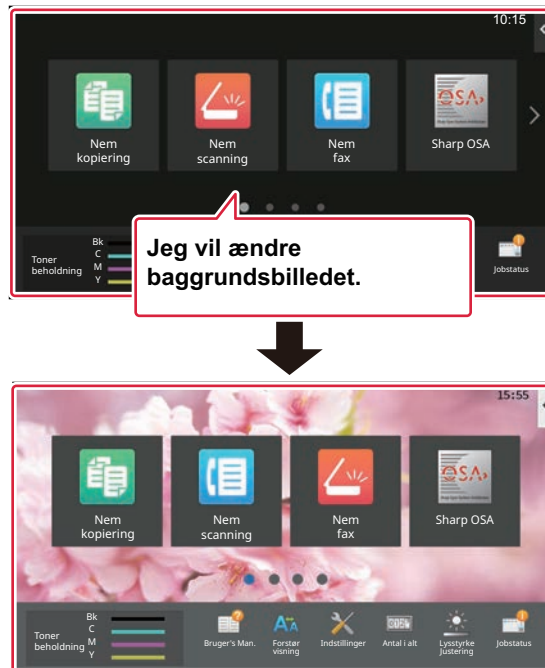 10:15
Nem
kopiering
Nem
scanning
Nem
fax
Sharp OSA
Jeg vil ændre
baggrundsbilledet.
Toner
beholdning
Bk
C
M
Y
Jobstatus
15:55
Nem
kopiering
Nem
scanning
Nem
fax
Sharp OSA
Toner
beholdning
Bk
C
M
Y
Bruger's Man.
Forstør
visning
Indstillinger
Antal i alt
Lysstyrke
Justering
Jobstatus